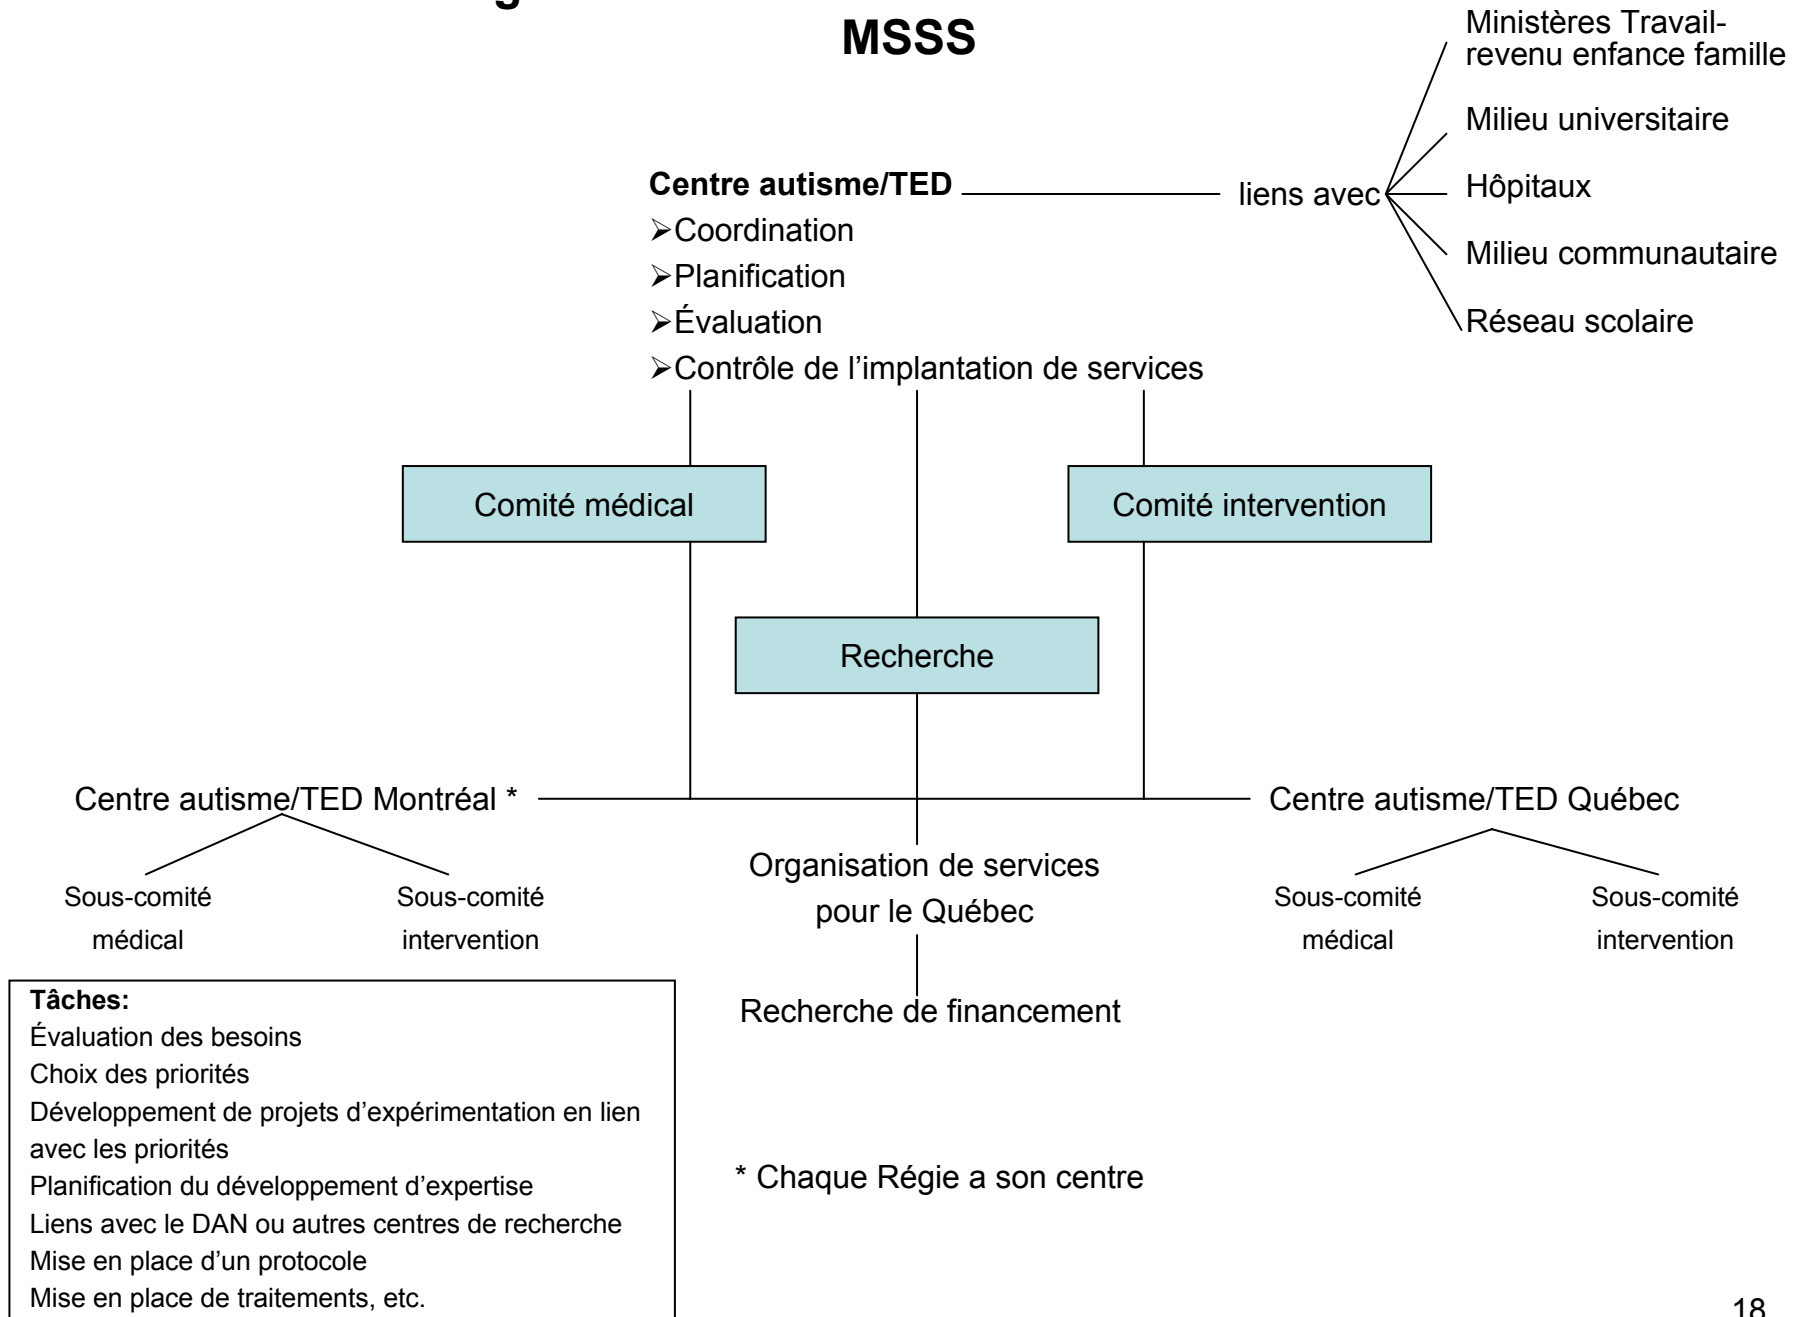 MSSS
Ministères Travail-
revenu enfance famille
Milieu universitaire
Centre autisme/TED
liens avec
Hôpitaux
➢Coordination
Milieu communautaire
➢Planification
➢Évaluation
Réseau scolaire
➢Contrôle de l’implantation de services
Comité médical
Comité intervention
Recherche
Centre autisme/TED Montréal *
Centre autisme/TED Québec
Sous-comité
médical
Sous-comité
intervention
Organisation de services
pour le Québec
Sous-comité
médical
Sous-comité
intervention
Recherche de financement
Tâches:
Évaluation des besoins
Choix des priorités
Développement de projets d’expérimentation en lien
avec les priorités
Planification du développement d’expertise
Liens avec le DAN ou autres centres de recherche
Mise en place d’un protocole
Mise en place de traitements, etc.
* Chaque Régie a son centre
18